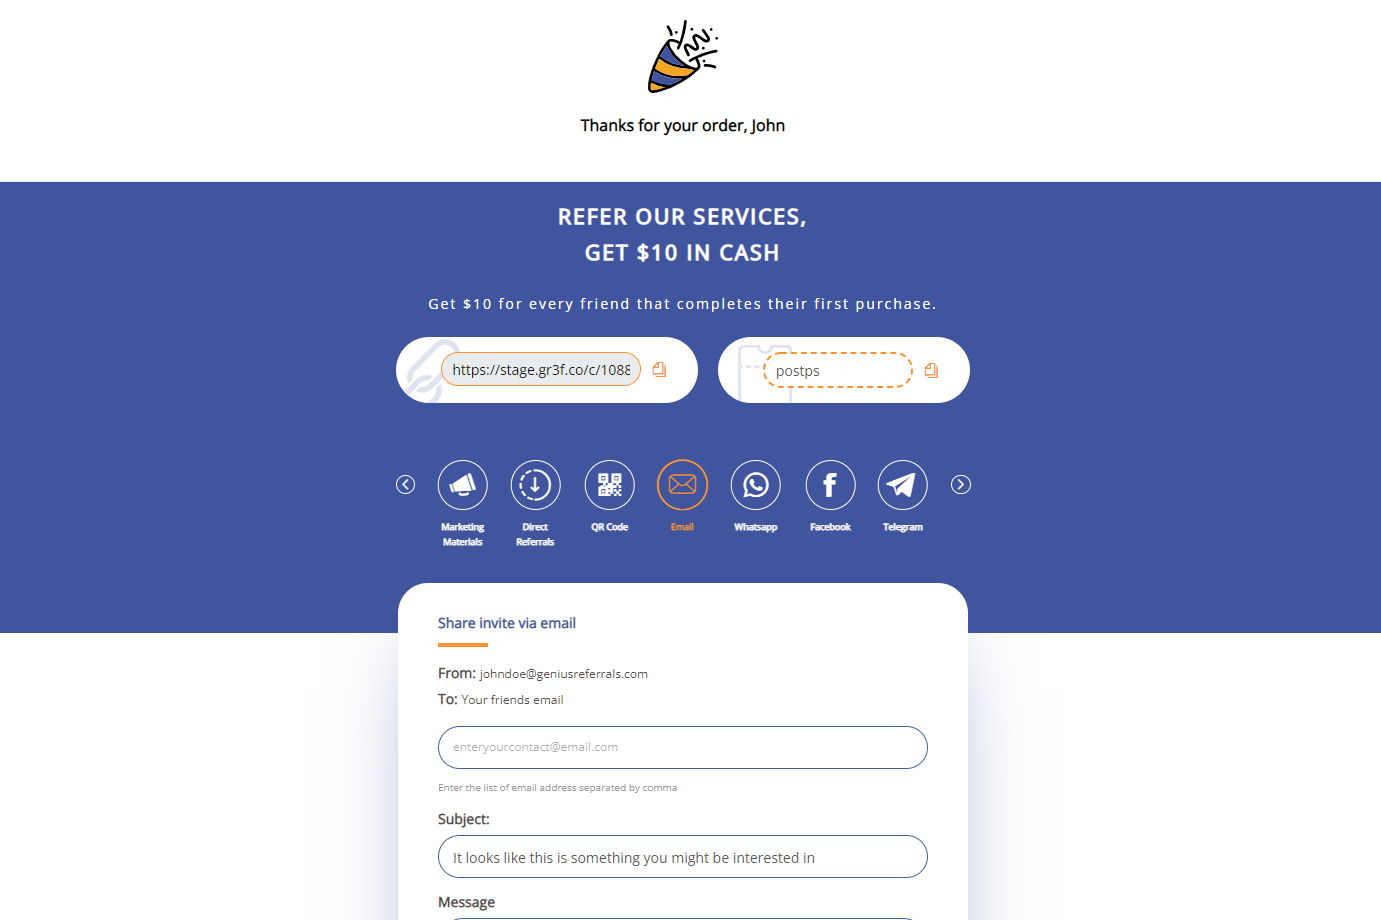 Thanks for your order, John
REFER OUR SERVICES,
GET $10 IN CASH
Get $10 for every friend that completes their first purchase.
https://stage.gr3f.co/c/1088
postps
Marketing
Materials
Direct
Referrals
QR Code
Email
Whatsapp
Facebook
Telegram
Share invite via email
From: johndoe@geniusreferrals.com
To: Your friends email
enteryourcontact@email.com
Enter the list of email address separated by comma
Subject:
It looks like this is something you might be interested in
Message